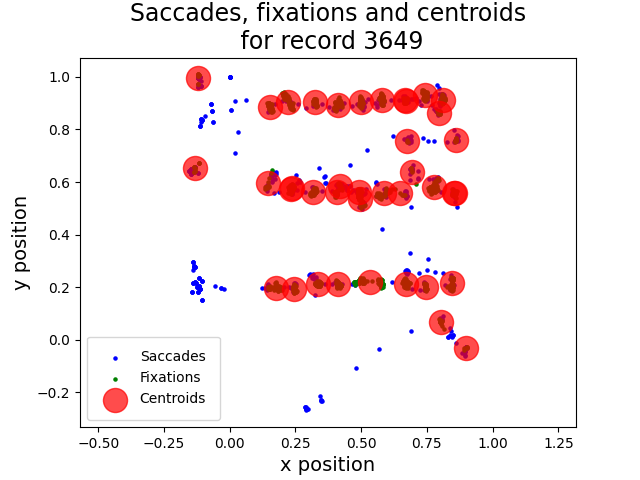 Saccades, fixations and centroids
for record 3649
1.0
0.8
0.6
0.4
0.2
0.0
−0.2
y position
Saccades
Fixations
Centroids
−0.50
−0.25
0.00
0.25
0.50
0.75
1.00
1.25
x position